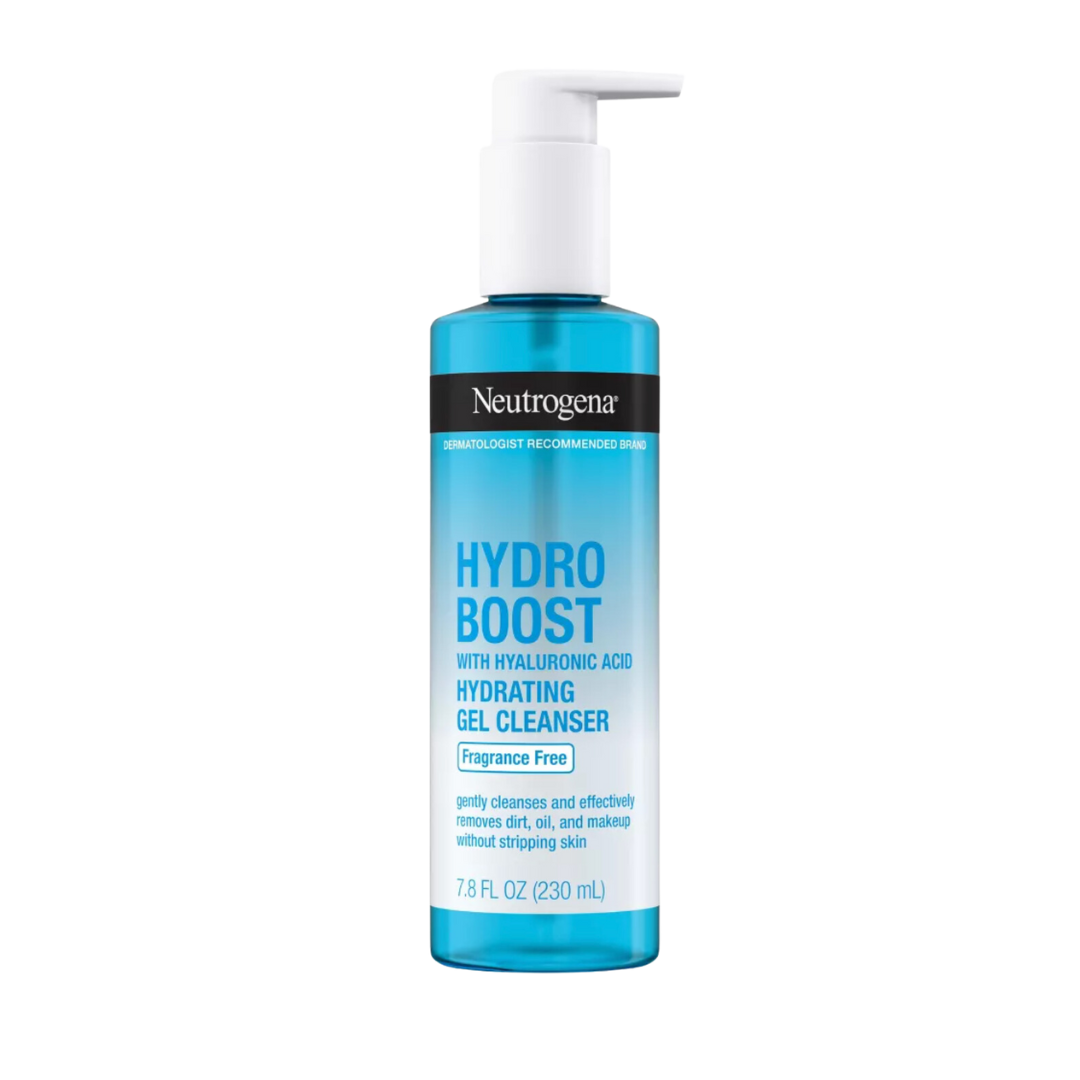 Neutrogena®
DERMATOLOGIST RECOMMENDED BRAND
HYDRO
BOOST
WITH HYALURONIC ACID
HYDRATING
GEL CLEANSER
Fragrance Free
gently cleanses and effectively
removes dirt, oil, and makeup
without stripping skin
7.8 FL OZ (230 mL)